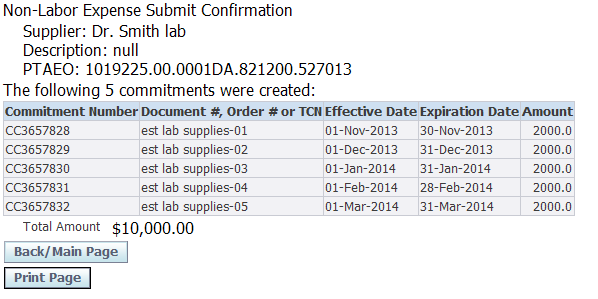 Non-Labor Expense Submit Confirmation
Supplier: Dr. Smith lab
Description: null
PTAEO: 1019225.00.0001DA.821200.527013
The following 5 commitments were created:
Commitment Number Document #, Order # or TCN Effective Date Expiration Date Amount
CC3657828 est lab supplies-01 01-Nov-2013 30-Nov-2013 2000.0
CC3657829 est lab supplies-02 01-Dec-2013 31-Dec-2013 2000.0
CC3657830 est lab supplies-03 01-Jan-2014 31-Jan-2014 2000.0
CC3657831 est lab supplies-04 01-Feb-2014 28-Feb-2014 2000.0
CC3657832 est lab supplies-05 01-Mar-2014 31-Mar-2014 2000.0
Total Amount $10,000.00
Back/Main Page
Print Page